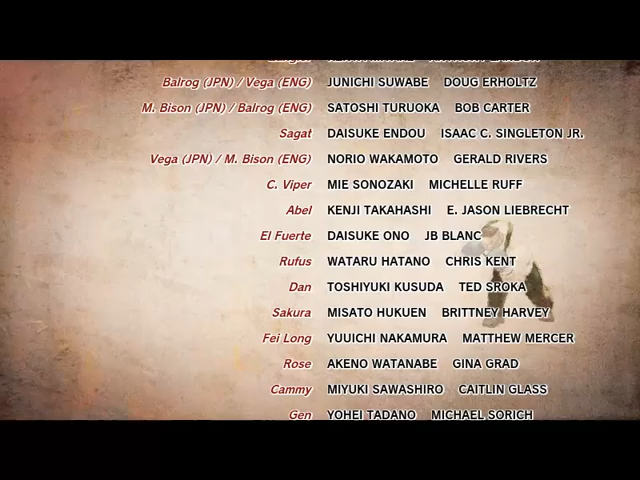 Balrog (JPN) / Vega (ENG) JUNICHI SUWABE DOUG ERHOLTZ
M. Bison (JPN) / Balrog (ENG) SATOSHI TURUOKA BOB CARTER
Sagat DAISUKE ENDOU ISAAC C. SINGLETON JR.
Vega (JPN) / M. Bison (ENG) NORIO WAKAMOTO GERALD RIVERS
C. Viper MIE SONOZAKI MICHELLE RUFF
Abel KENJI TAKAHASHI E. JASON LIEBRECHT
El Fuerte DAISUKE ONO JB BLANC
Rufus WATARU HATANO CHRIS KENT
Dan TOSHIYUKI KUSUDA TED SROKA
Sakura MISATO HUKUEN BRITTNEY HARVEY
Fei Long YUUICHI NAKAMURA MATTHEW MERCER
Rose AKENO WATANABE GINA GRAD
Cammy MIYUKI SAWASHIRO CAITLIN GLASS
Gen YOHEI TADANO MICHAEL SORICH